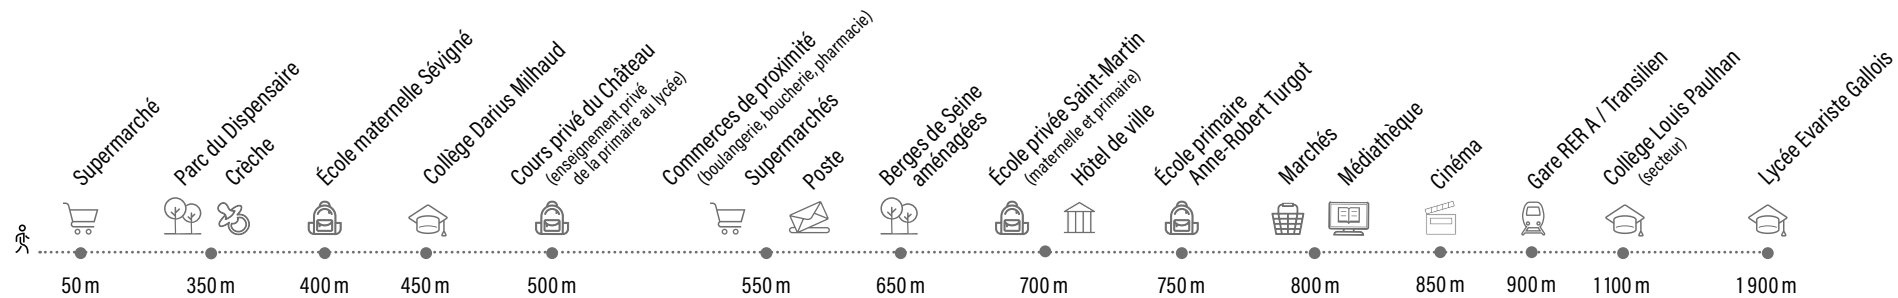 Supermarché
Parc du Dispensaire
Crèche
École maternelle Sévigné
Collège Darius Milhaud
Cours privé du Château
(enseignement privé
de la primaire au lycée)
Commerces de proximité
(boulangerie, boucherie, pharmacie)
Supermarchés
Poste
Berges de Seine
aménagées
École privée Saint-Martin
(maternelle et primaire)
Hôtel de ville
École primaire
Anne-Robert Turgot
Marchés
Médiathèque
Cinéma
Gare RER A / Transilien
Collège Louis Paulhan
(secteur)
Lycée Evariste Gallois
50 m
350 m
400 m
450 m
500 m
550 m
650 m
700 m
750 m
800 m
850 m
900 m
1100 m
1 900 m